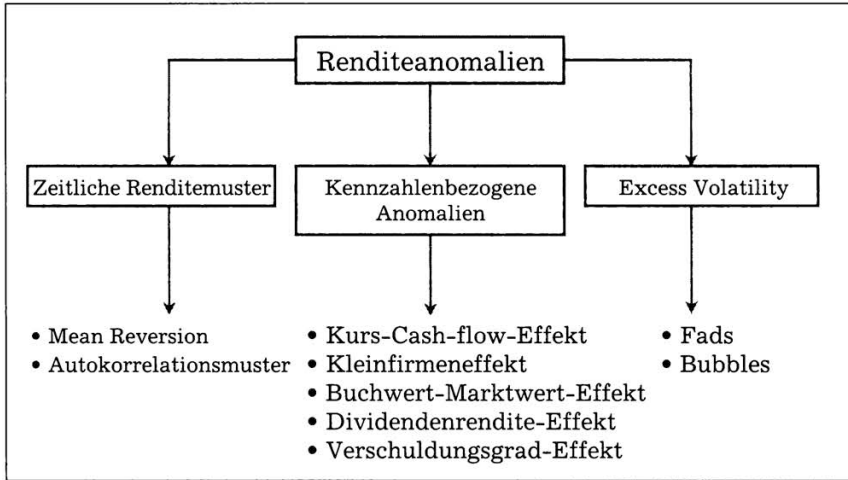 Renditeanomalien
Zeitliche Renditemuster
Kennzahlenbezogene
Anomalien
Excess Volatility
• Mean Reversion
• Autokorrelationsmuster
• Kurs-Cash-flow-Effekt
• Kleinfirmeneffekt
• Buchwert-Marktwert-Effekt
• Dividendenrendite-Effekt
• Verschuldungsgrad-Effekt
• Fads
• Bubbles